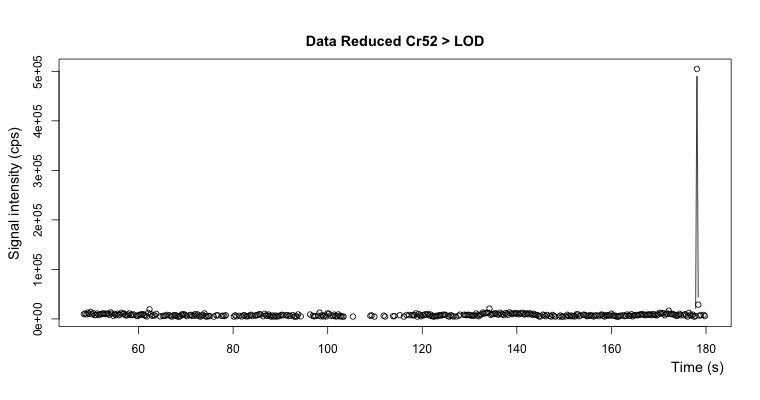 Data Reduced Cr52 > LOD
Signal intensity (cps)
5e+05
4e+05
3e+05
2e+05
1e+05
0e+00
60 80 100 120 140 160 180
Time (s)